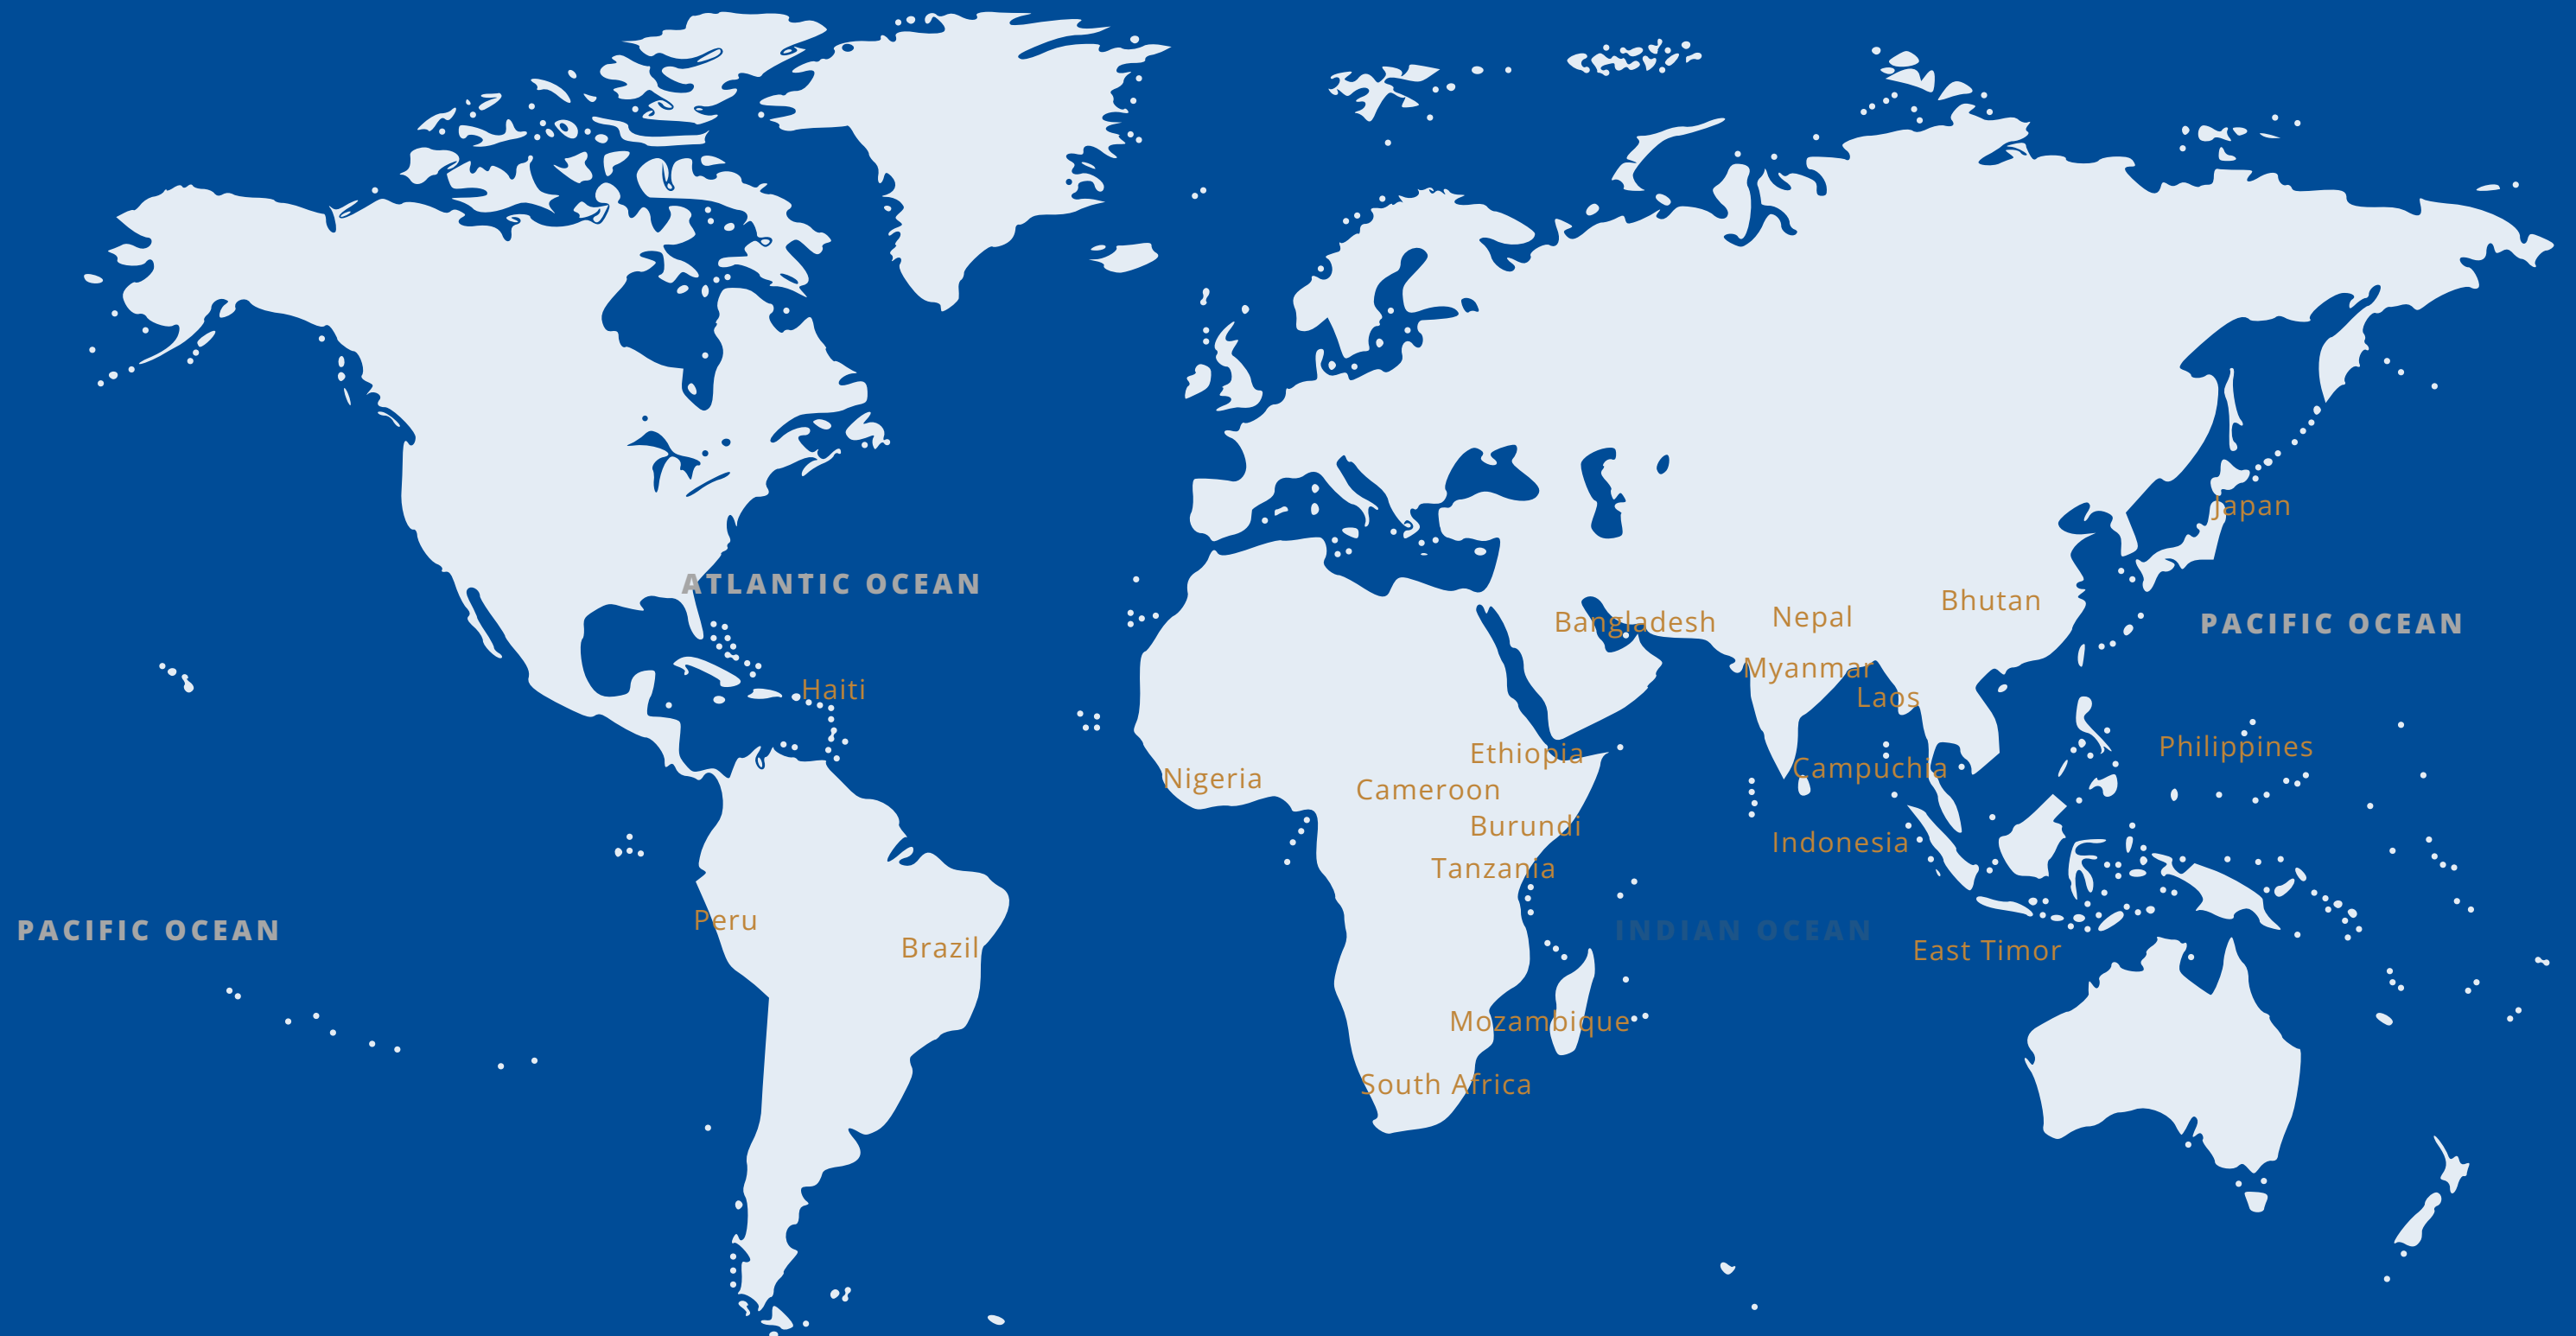 Japan
ATLANTIC OCEAN
Bhutan
Nepal
Bangladesh
PACIFIC OCEAN
Myanmar
Haiti
Laos
Philippines
Ethiopia
Campuchia
Nigeria
Cameroon
Burundi
Indonesia
Tanzania
Peru
PACIFIC OCEAN
INDIAN OCEAN
Brazil
East Timor
Mozambique
South Africa